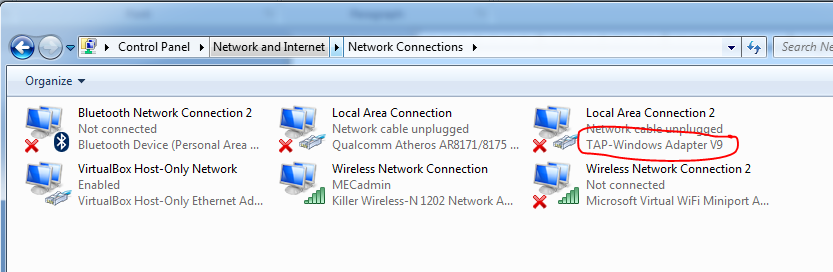 Control Panel Network and Internet Network Connections Search Ne
Organize
Bluetooth Network Connection 2
Not connected
Bluetooth Device (Personal Area ...
Local Area Connection
Network cable unplugged
Qualcomm Atheros AR8171/8175 ...
Local Area Connection 2
Network cable unplugged
TAP-Windows Adapter V9
VirtualBox Host-Only Network
Enabled
VirtualBox Host-Only Ethernet Ad...
Wireless Network Connection
MECadmin
Killer Wireless-N 1202 Network A...
Wireless Network Connection 2
Not connected
Microsoft Virtual WiFi Miniport A...